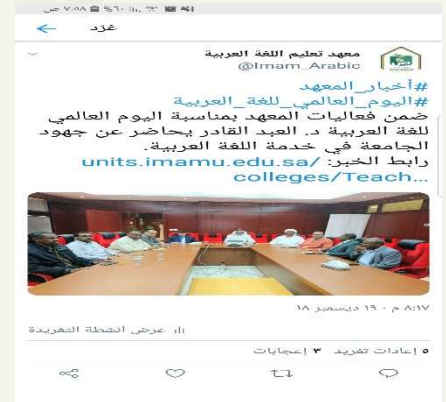 ٧:٥٨ ص
%٦٠
غرّد
معهد تعليم اللغة العربية
@Imam_Arabic
#أخبار_المعهد
#اليوم_العالمي_للغة_العربية
ضمن فعاليات المعهد بمناسبة اليوم العالمي
للغة العربية د. العبد القادر يحاضر عن جهود
الجامعة في خدمة اللغة العربية.
رابط الخبر: units.imamu.edu.sa/
colleges/Teach...
٨:١٧ م · ١٩ ديسمبر ١٨
عرض أنشطة التغريدة
٥ إعادات تغريد ٣ إعجابات